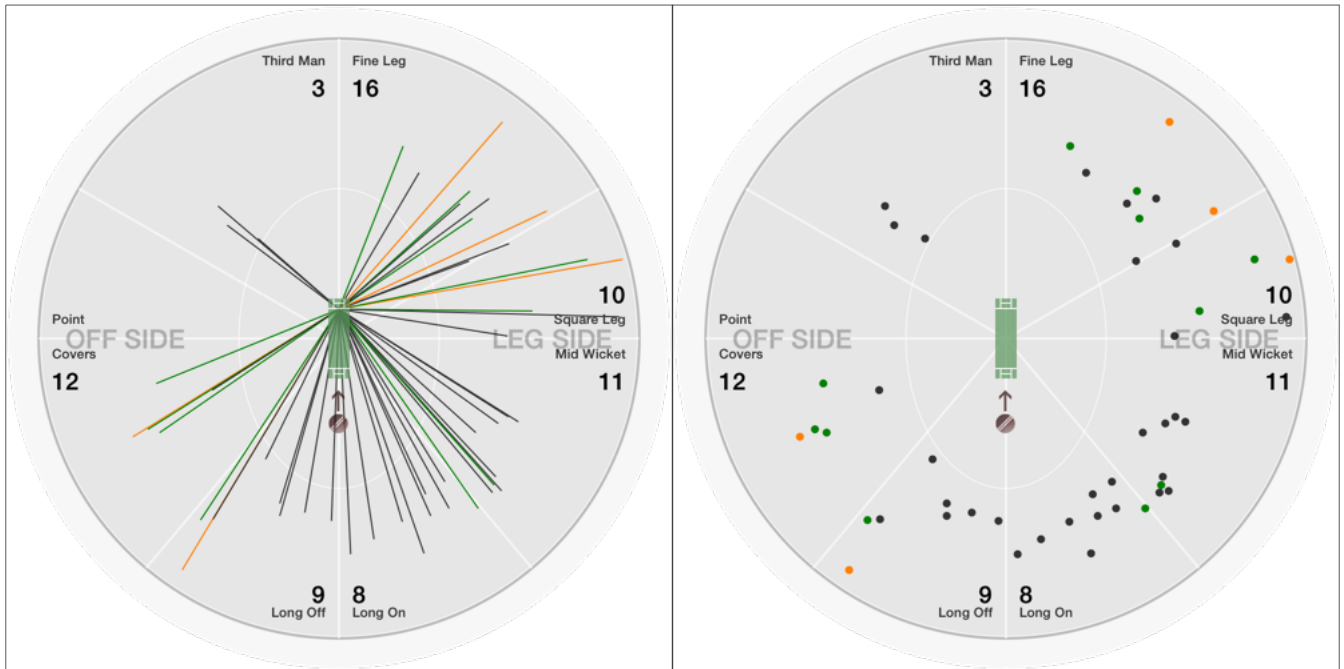 Third Man Fine Leg
3 16
10
Point Square Leg
OFF SIDE LEG SIDE
Covers Mid Wicket
12 11
9 8
Long Off Long On
Third Man Fine Leg
3 16
10
Point Square Leg
OFF SIDE LEG SIDE
Covers Mid Wicket
12 11
9 8
Long Off Long On